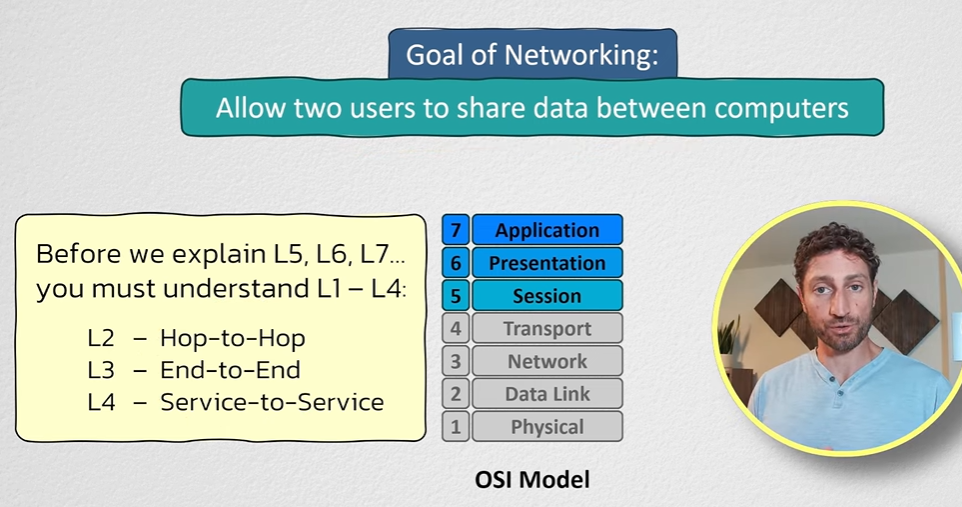 Goal of Networking:
Allow two users to share data between computers
Before we explain L5, L6, L7...
you must understand L1 – L4:
L2 – Hop-to-Hop
L3 – End-to-End
L4 – Service-to-Service
7 Application
6 Presentation
5 Session
4 Transport
3 Network
2 Data Link
1 Physical
OSI Model